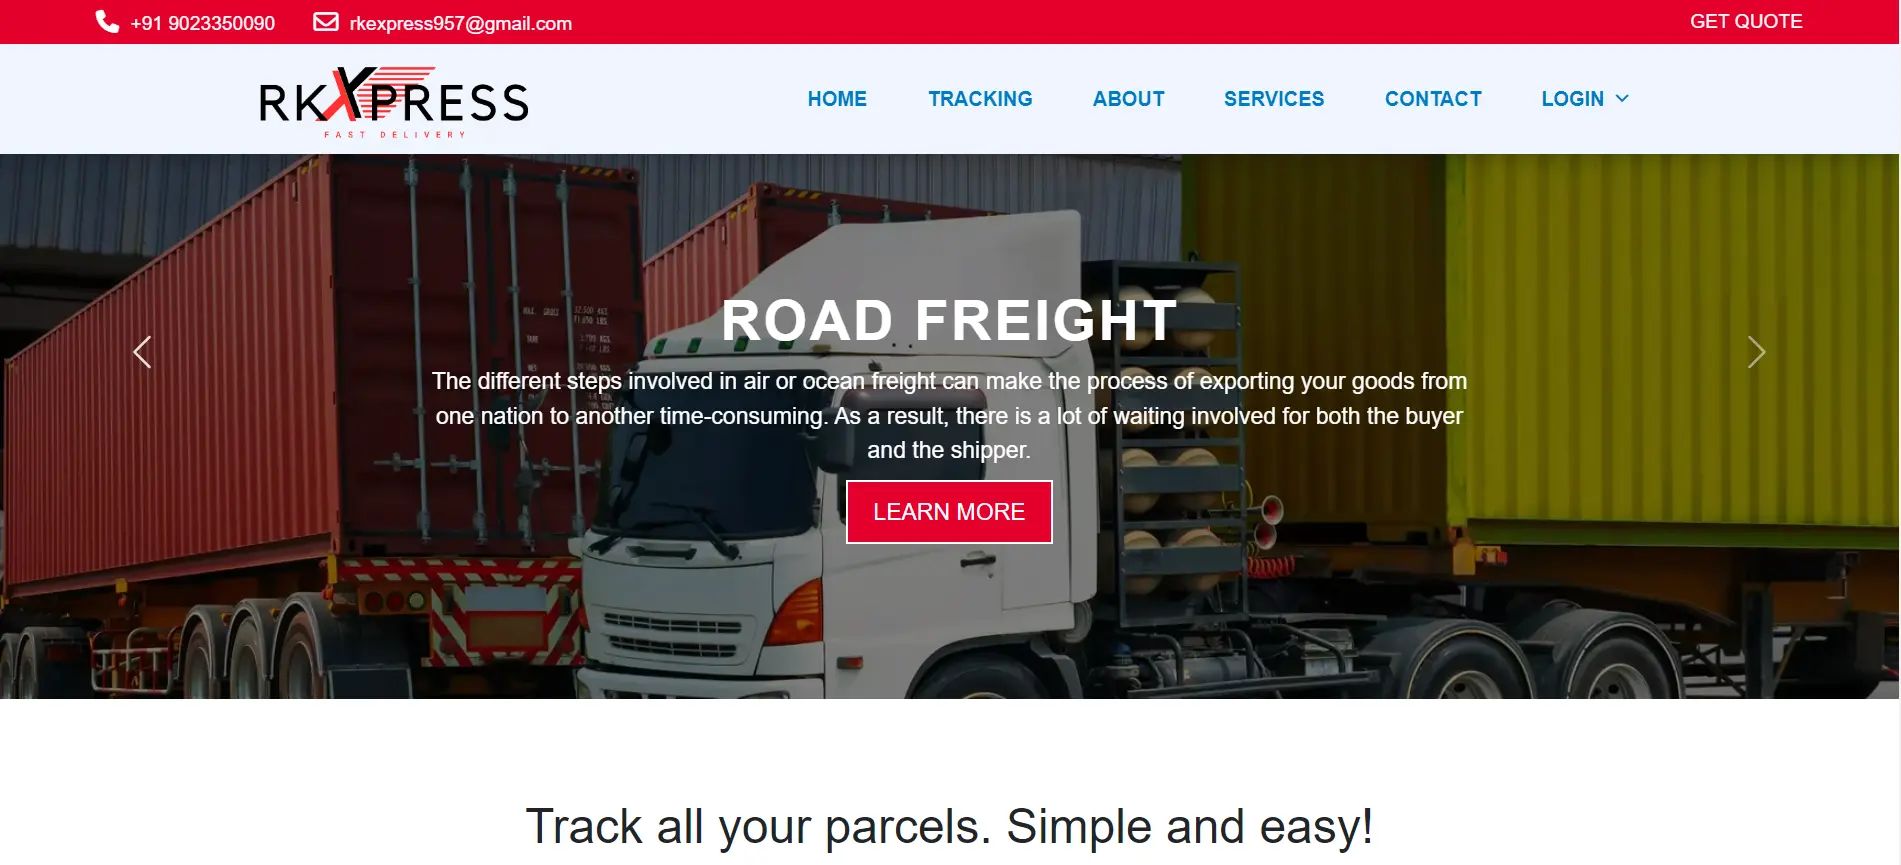 +91 9023350090
rkexpress957@gmail.com
GET QUOTE
RKXPRESS
FAST DELIVERY
HOME
TRACKING
ABOUT
SERVICES
CONTACT
LOGIN
ROAD FREIGHT
The different steps involved in air or ocean freight can make the process of exporting your goods from
one nation to another time-consuming. As a result, there is a lot of waiting involved for both the buyer
and the shipper.
LEARN MORE
Track all your parcels. Simple and easy!